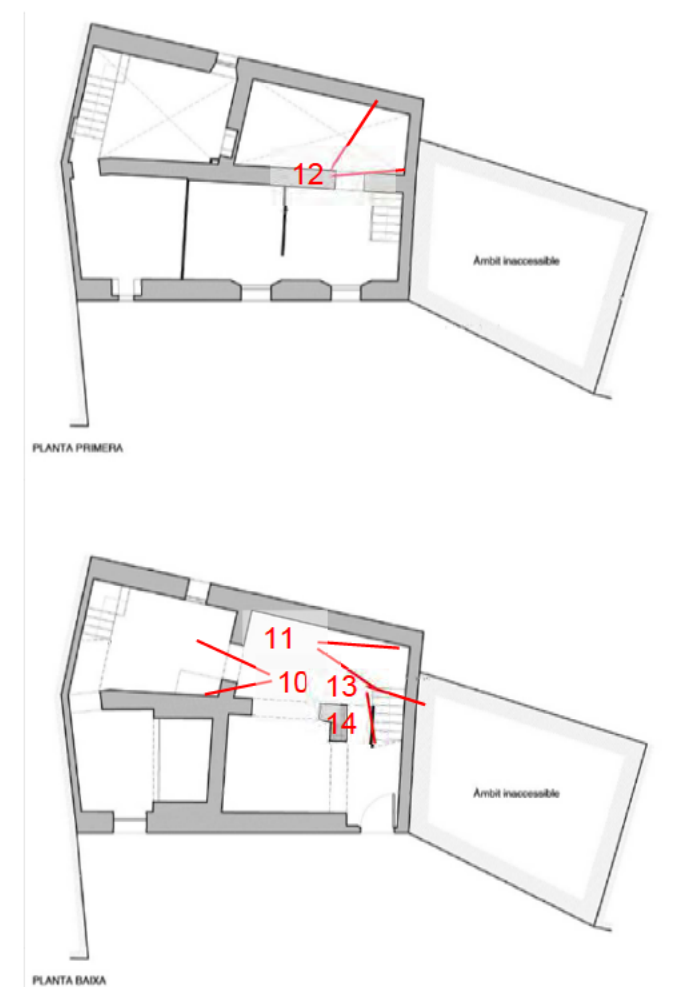 12
Àmbit inaccessible
PLANTA PRIMERA
11
10
13
14
Àmbit inaccessible
PLANTA BAIXA